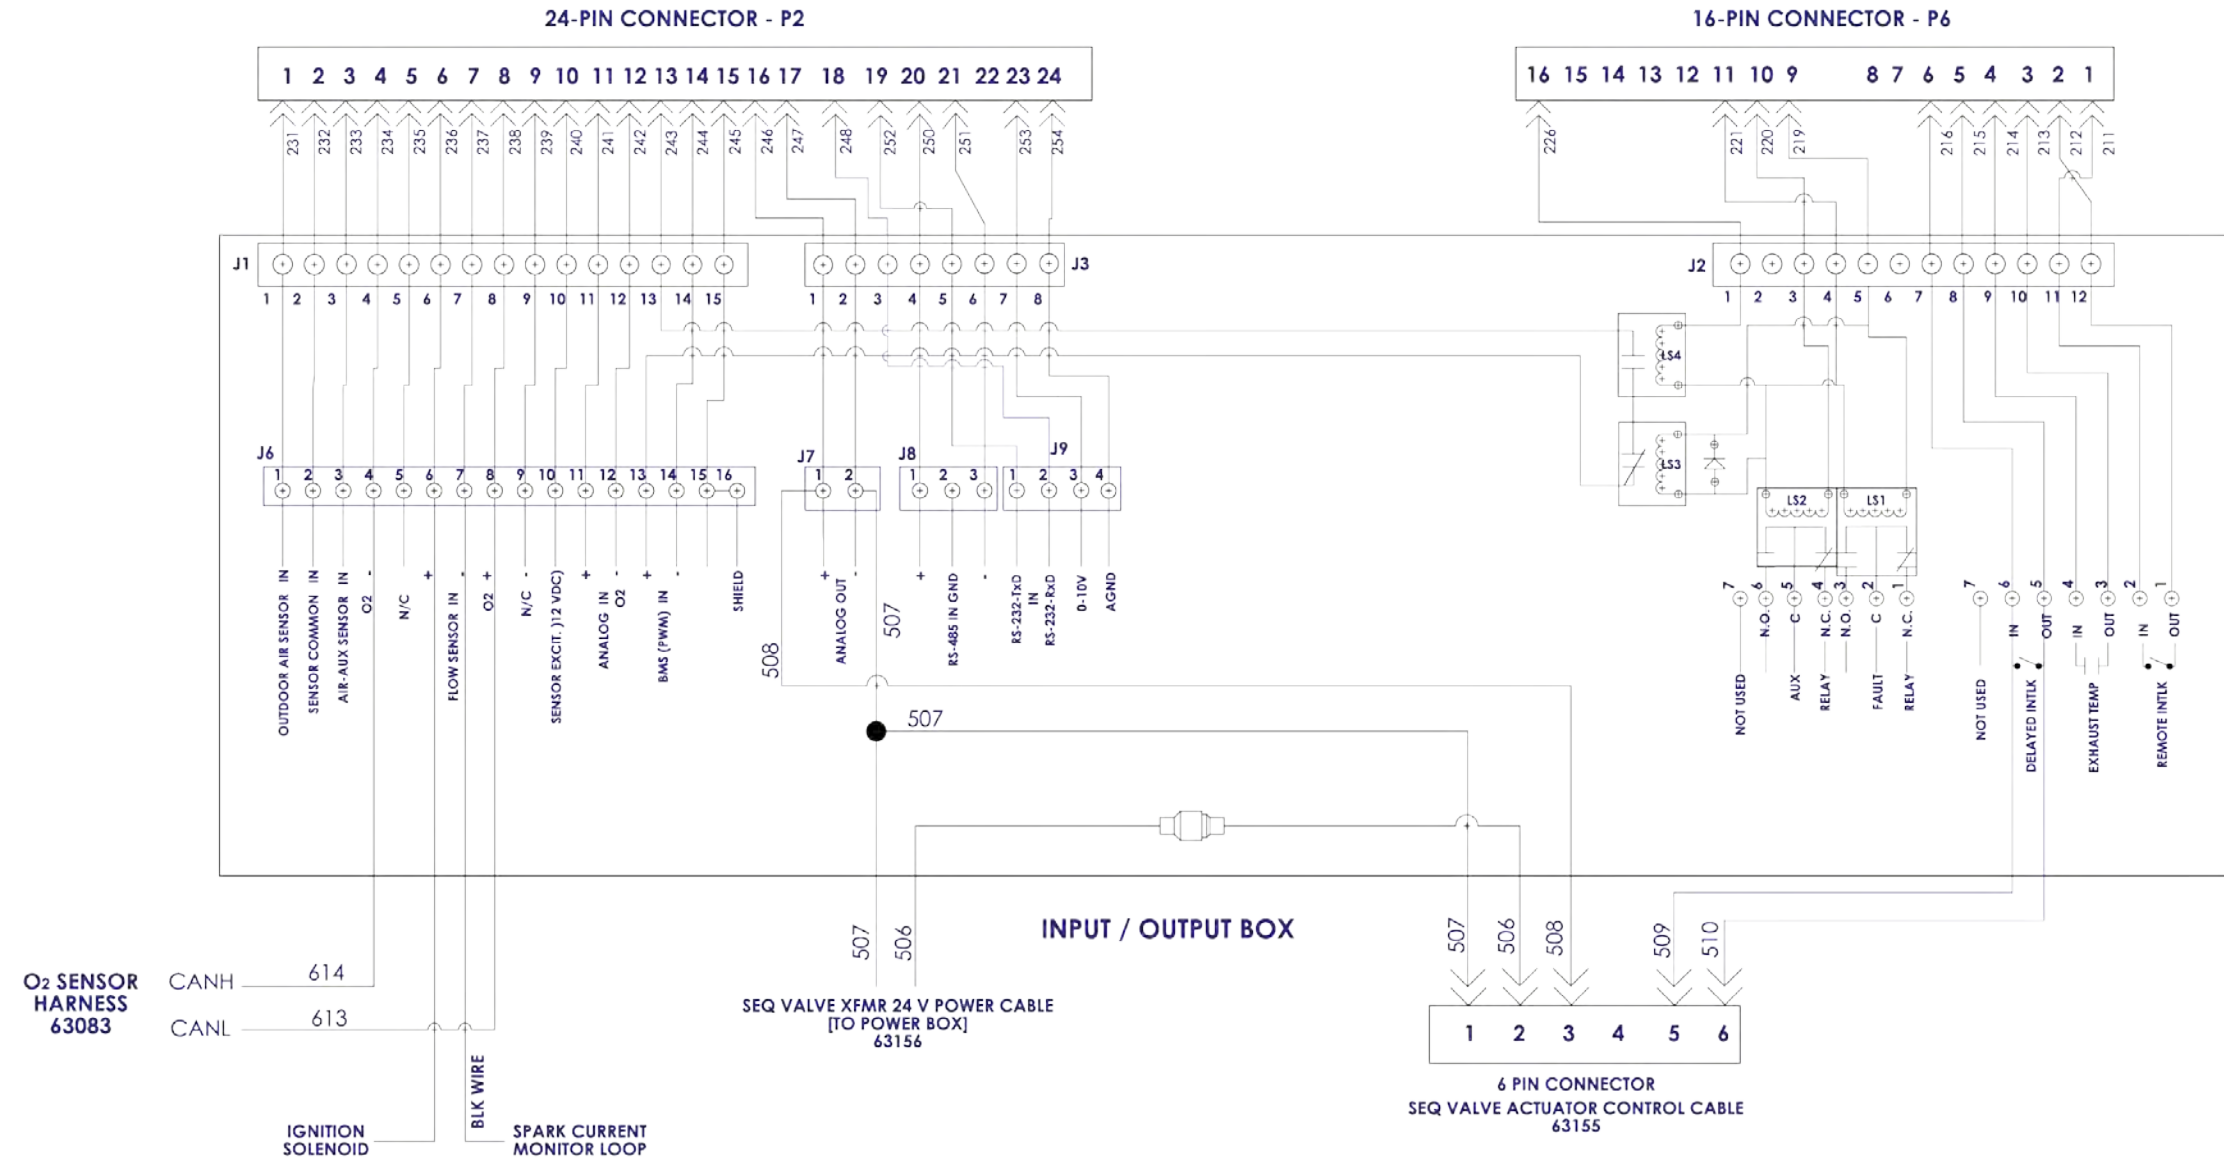 24-PIN CONNECTOR - P2
16-PIN CONNECTOR - P6
1 2 3 4 5 6 7 8 9 10 11 12 13 14 15 16 17 18 19 20 21 22 23 24
16 15 14 13 12 11 10 9 8 7 6 5 4 3 2 1
231 232 233 234 235 236 237 238 239 240 241 242 243 244 245 246 247 248 252 250 251 253 254
226 221 220 219 216 215 214 213 212 211
J1
J3
J2
1 2 3 4 5 6 7 8 9 10 11 12 13 14 15
1 2 3 4 5 6 7 8
1 2 3 4 5 6 7 8 9 10 11 12
LS4
LS3
J6
J7
J8
J9
1 2 3 4 5 6 7 8 9 10 11 12 13 14 15 16
1 2
1 2 3
1 2 3 4
LS2
LS1
OUTDOOR AIR SENSOR IN
SENSOR COMMON IN
AIR-AUX SENSOR IN
O2 -
N/C
+
FLOW SENSOR IN -
O2 +
N/C -
SENSOR EXCIT. )12 VDC)
+
ANALOG IN
O2 -
+
BMS (PWM) IN -
SHIELD
+
ANALOG OUT
-
507
508
+
RS-485 IN GND
-
RS-232-TxD
IN
RS-232-RxD
0-10V
AGND
7 6 5 4 3 2 1
N.O. C N.C. N.O. C N.C.
NOT USED
AUX
RELAY
FAULT
RELAY
7 6 5 4 3 2 1
IN OUT IN OUT IN OUT
NOT USED
DELAYED INTLK
EXHAUST TEMP
REMOTE INTLK
507
INPUT / OUTPUT BOX
507
506
507
506
508
509
510
O2 SENSOR
HARNESS
63083
CANH
614
CANL
613
SEQ VALVE XFMR 24 V POWER CABLE
[TO POWER BOX]
63156
1 2 3 4 5 6
6 PIN CONNECTOR
SEQ VALVE ACTUATOR CONTROL CABLE
63155
BLK WIRE
IGNITION
SOLENOID
SPARK CURRENT
MONITOR LOOP